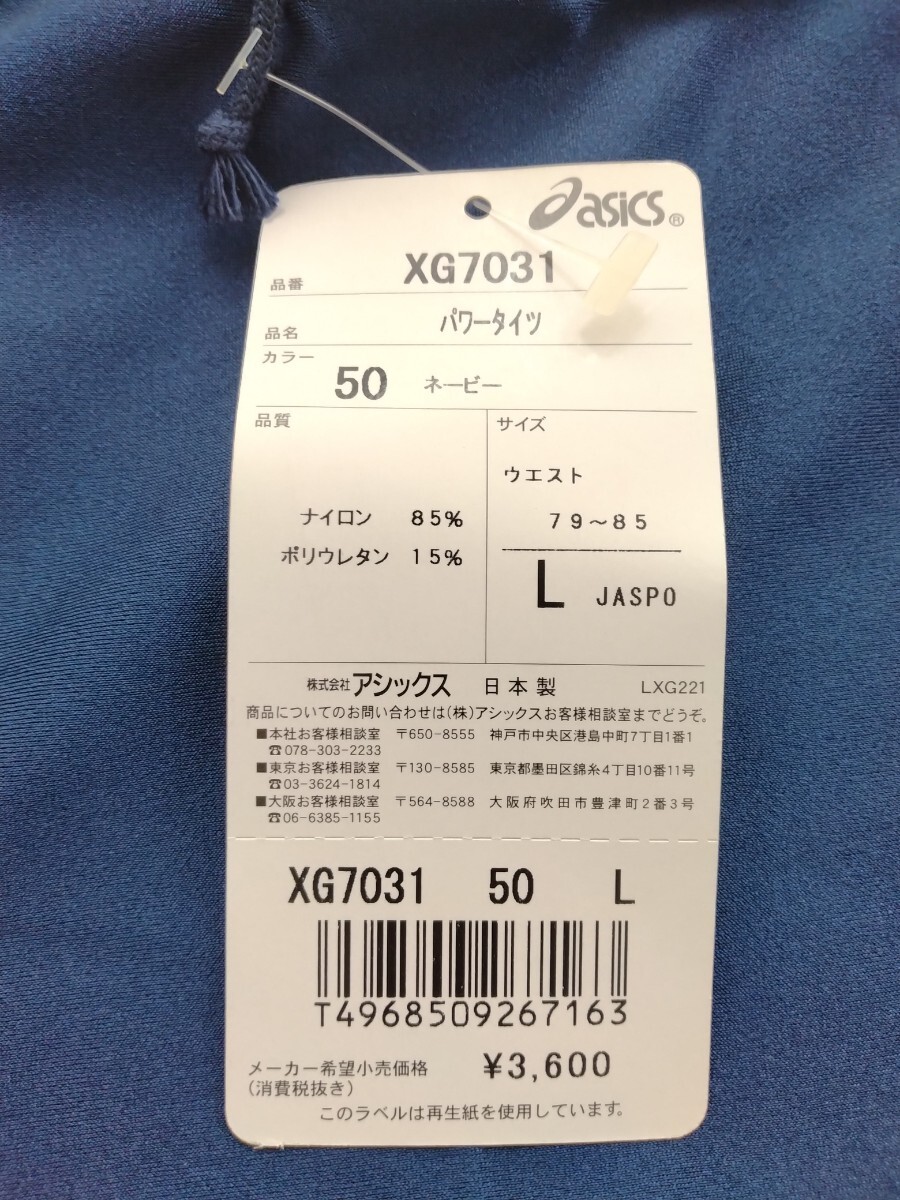 asics®
品番 XG7031
品名 パワータイツ
カラー 50 ネービー
品質
ナイロン 85%
ポリウレタン 15%
サイズ
ウエスト
79~85
L JASPO
株式会社アシックス 日本製 LXG221
商品についてのお問い合わせは(株)アシックスお客様相談室までどうぞ。
■本社お客様相談室 〒650-8555 神戸市中央区港島中町7丁目1番1
☎078-303-2233
■東京お客様相談室 〒130-8585 東京都墨田区錦糸4丁目10番11号
☎03-3624-1814
■大阪お客様相談室 〒564-8588 大阪府吹田市豊津町2番3号
☎06-6385-1155
XG7031 50 L
T4968509267163
メーカー希望小売価格 ¥3,600
(消費税抜き)
このラベルは再生紙を使用しています。